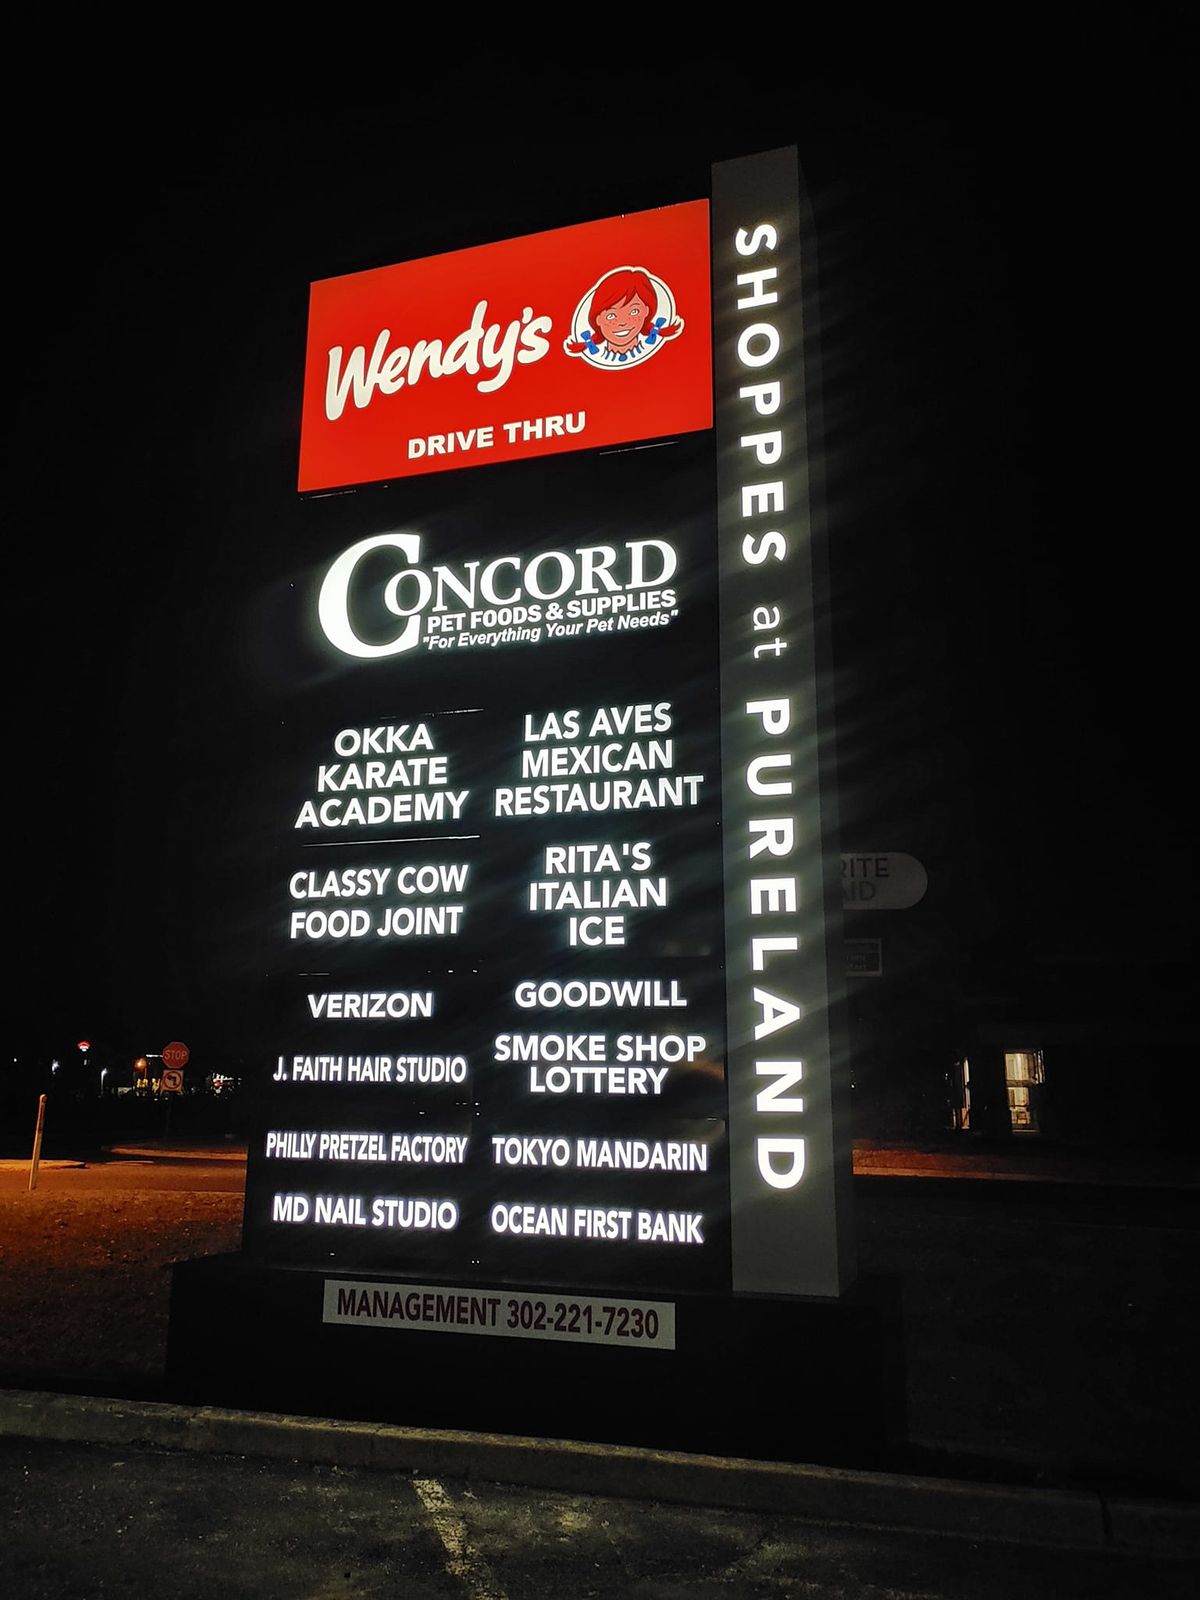 Wendy's
DRIVE THRU
CONCORD
PET FOODS & SUPPLIES
"For Everything Your Pet Needs"
OKKA
KARATE
ACADEMY
LAS AVES
MEXICAN
RESTAURANT
CLASSY COW
FOOD JOINT
RITA'S
ITALIAN
ICE
VERIZON
GOODWILL
J. FAITH HAIR STUDIO
SMOKE SHOP
LOTTERY
PHILLY PRETZEL FACTORY
TOKYO MANDARIN
MD NAIL STUDIO
OCEAN FIRST BANK
MANAGEMENT 302-221-7230
SHOPPES at PURELAND
RITE
AID
STOP